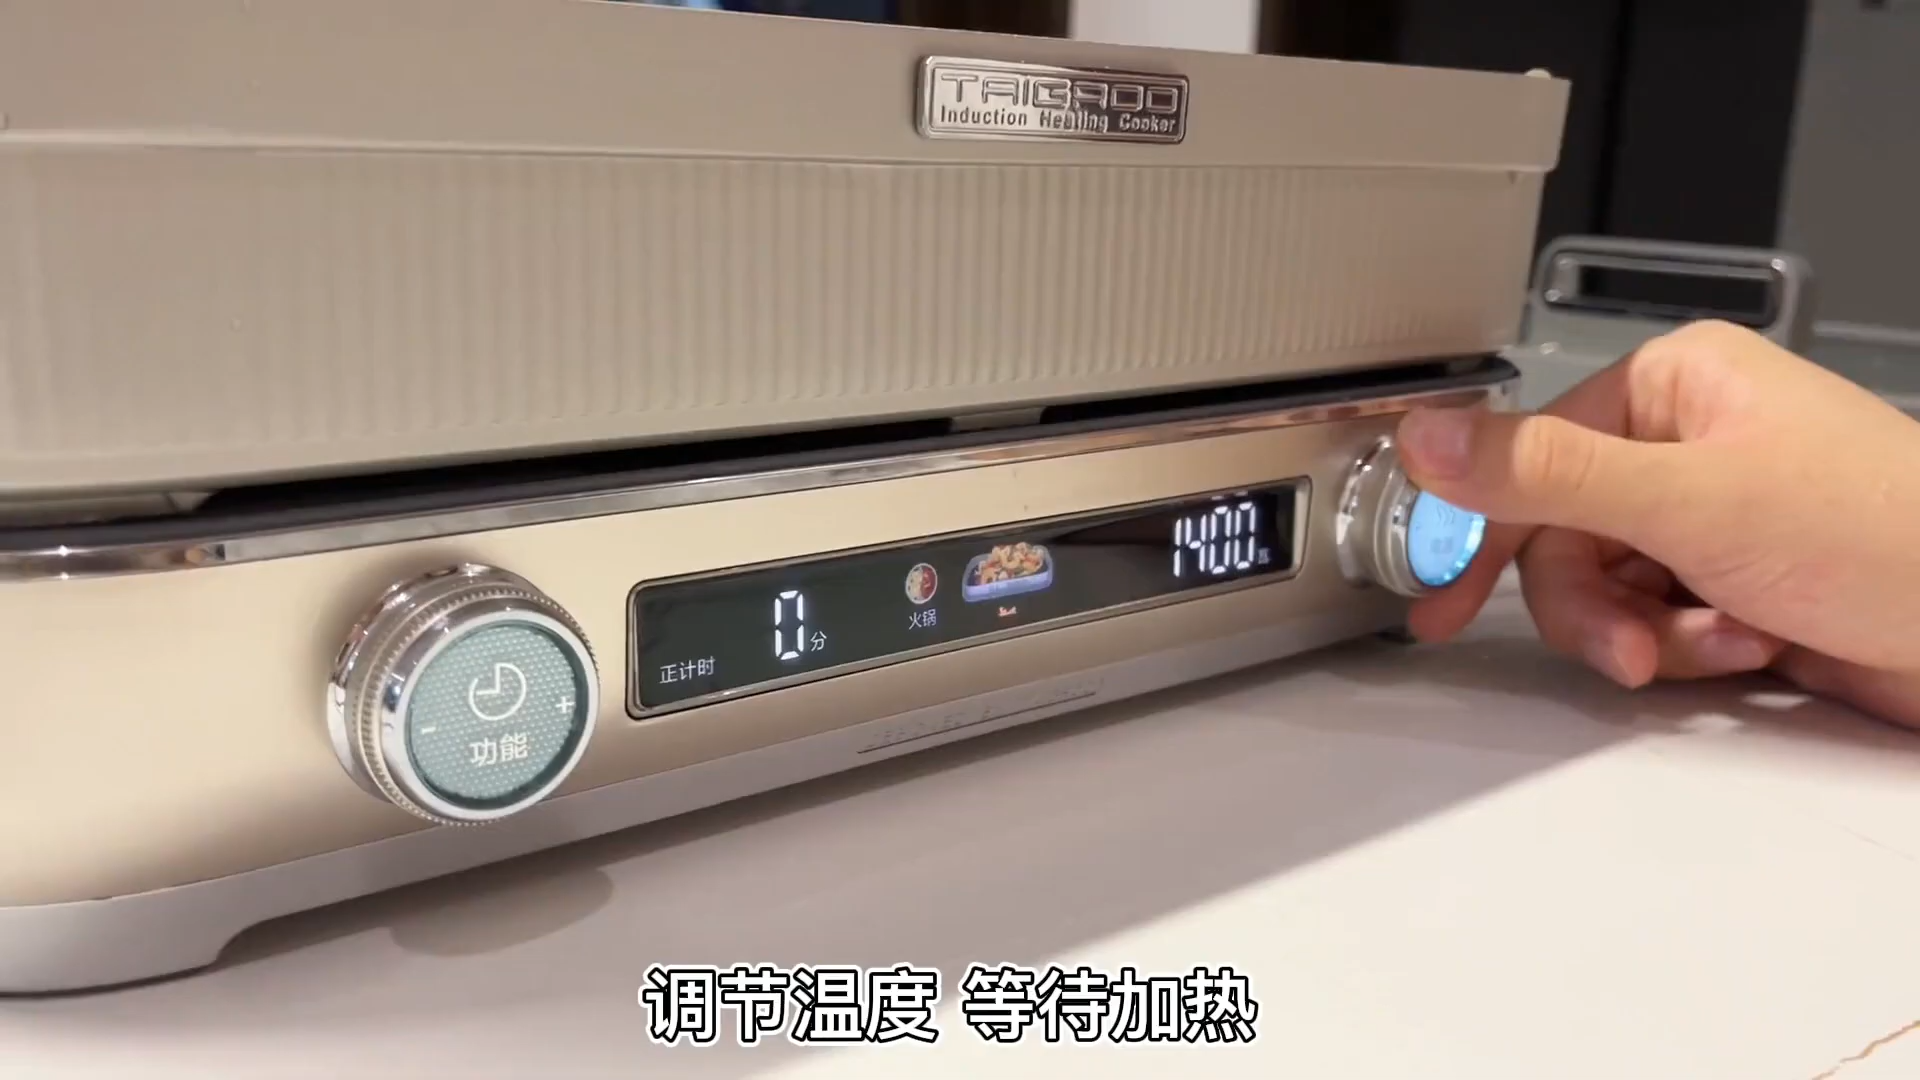 TAIGROO
Induction Heating Cooker
1400
瓦
0分
火锅
正计时
- +
功能
调节温度 等待加热